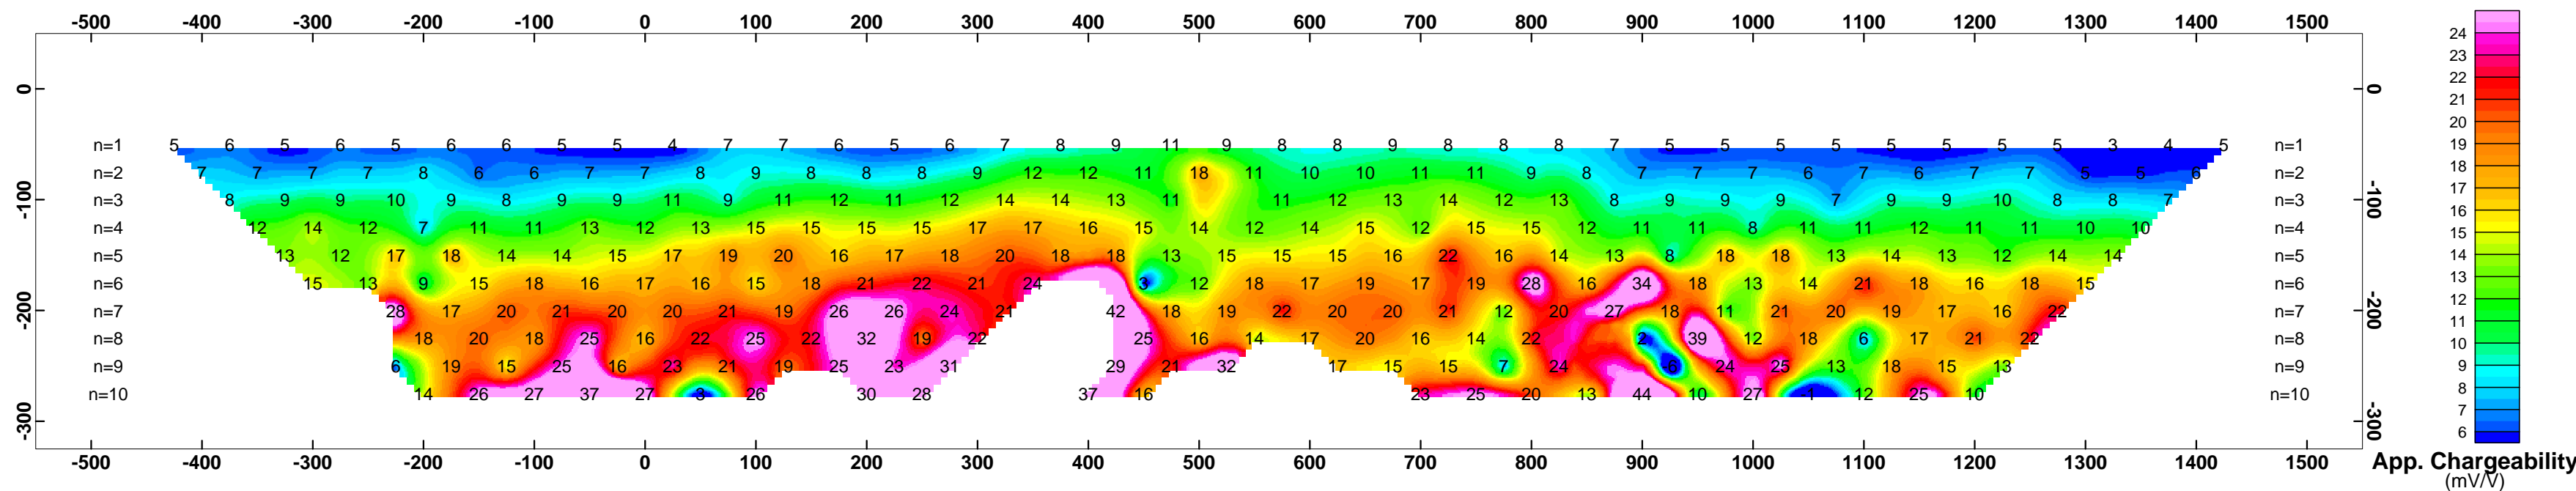 -500 -400 -300 -200 -100 0 100 200 300 400 500 600 700 800 900 1000 1100 1200 1300 1400 1500
24
23
22
21
20
19
18
17
16
15
14
13
12
11
10
9
8
7
6
App. Chargeability
(mV/V)
0 0
n=1 5 6 5 6 5 6 6 5 5 4 7 7 6 5 6 7 8 9 11 9 8 8 9 8 8 8 7 5 5 5 5 5 5 5 5 3 4 5 n=1
n=2 7 7 7 7 8 6 6 7 7 8 9 8 8 8 9 12 12 11 18 11 10 10 11 11 9 8 7 7 7 6 7 6 7 7 5 5 6 n=2
-100 -100
n=3 8 9 9 10 9 8 9 9 11 9 11 12 11 12 14 14 13 11 11 12 13 14 12 13 8 9 9 9 7 9 9 10 8 8 7 n=3
n=4 12 14 12 7 11 11 13 12 13 15 15 15 15 17 17 16 15 14 12 14 15 12 15 15 12 11 11 8 11 11 12 11 11 10 10 n=4
n=5 13 12 17 18 14 14 15 17 19 20 16 17 18 20 18 18 13 15 15 15 16 22 16 14 13 8 18 18 13 14 13 12 14 14 n=5
n=6 15 13 9 15 18 16 17 16 15 18 21 22 21 24 3 12 18 17 19 17 19 28 16 34 18 13 14 21 18 16 18 15 n=6
-200 -200
n=7 28 17 20 21 20 20 21 19 26 26 24 21 42 18 19 22 20 20 21 12 20 27 18 11 21 20 19 17 16 22 n=7
n=8 18 20 18 25 16 22 25 22 32 19 22 25 16 14 17 20 16 14 22 25 2 39 12 18 6 17 21 22 n=8
n=9 6 19 15 25 16 23 21 19 25 23 31 29 21 32 17 15 15 7 24 18 -6 24 25 13 18 15 13 n=9
n=10 14 26 27 37 27 26 30 28 37 16 23 25 20 13 44 10 27 -1 12 25 10 n=10
-300 -300
-500 -400 -300 -200 -100 0 100 200 300 400 500 600 700 800 900 1000 1100 1200 1300 1400 1500